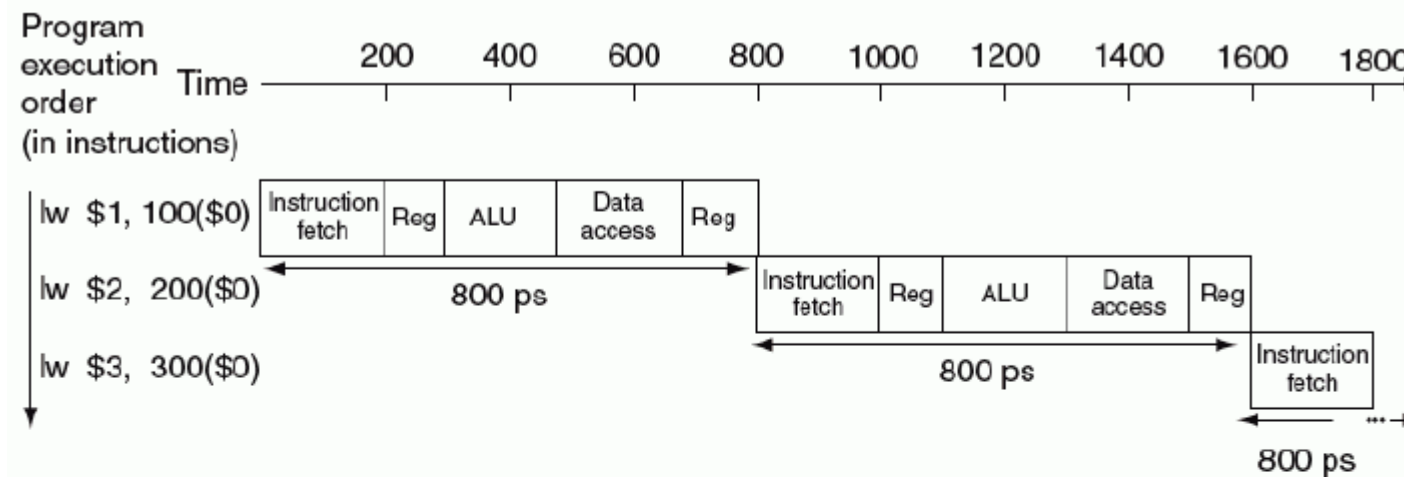 Program
execution
order
(in instructions)
Time
200 400 600 800 1000 1200 1400 1600 1800
lw $1, 100($0)
Instruction fetch
Reg
ALU
Data access
Reg
800 ps
lw $2, 200($0)
Instruction fetch
Reg
ALU
Data access
Reg
800 ps
lw $3, 300($0)
Instruction fetch
...
800 ps